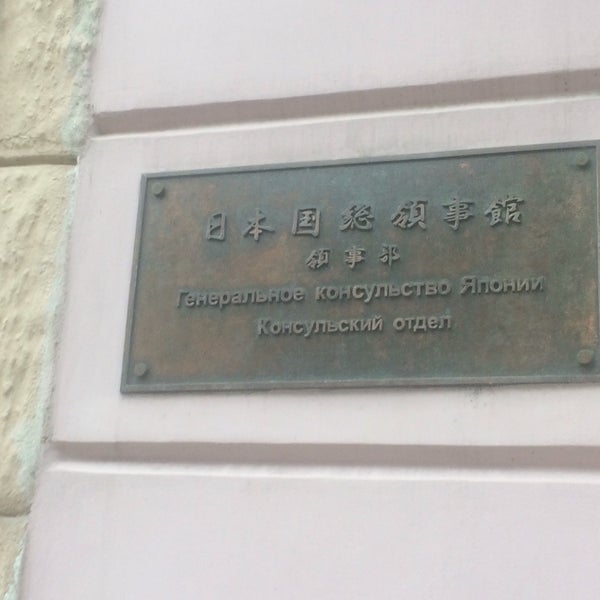 日本国総領事館
領事部
Генеральное консульство Японии
Консульский отдел